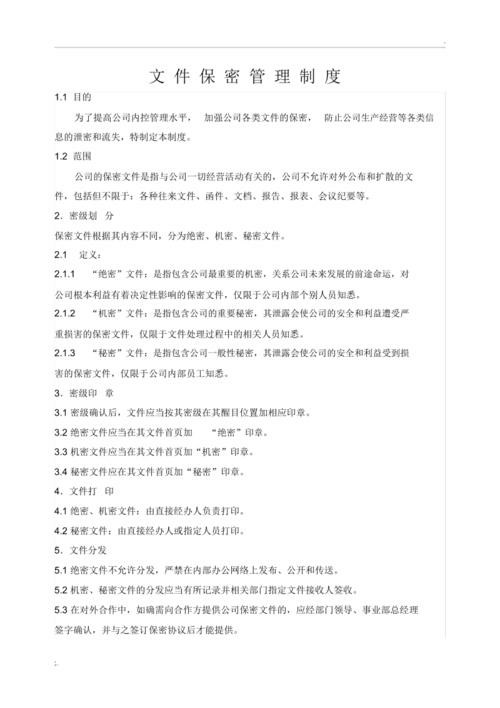 文 件 保 密 管 理 制 度
1.1 目的
为了提高公司内控管理水平， 加强公司各类文件的保密， 防止公司生产经营等各类信
息的泄密和流失，特制定本制度。
1.2 范围
公司的保密文件是指与公司一切经营活动有关的，公司不允许对外公布和扩散的文
件，包括但不限于：各种往来文件、函件、文档、报告、报表、会议纪要等。
2．密级划 分
保密文件根据其内容不同，分为绝密、机密、秘密文件。
2.1 定义：
2.1.1 “绝密”文件：是指包含公司最重要的机密，关系公司未来发展的前途命运，对
公司根本利益有着决定性影响的保密文件，仅限于公司内部个别人员知悉。
2.1.2 “机密”文件：是指包含公司的重要秘密，其泄露会使公司的安全和利益遭受严
重损害的保密文件，仅限于文件处理过程中的相关人员知悉。
2.1.3 “秘密”文件：是指包含公司一般性秘密，其泄露会使公司的安全和利益受到损
害的保密文件，仅限于公司内部员工知悉。
3．密级印 章
3.1 密级确认后，文件应当按其密级在其醒目位置加相应印章。
3.2 绝密文件应当在其文件首页加 “绝密”印章。
3.3 机密文件应当在其文件首页加“机密”印章。
3.4 秘密文件应在其文件首页加“秘密”印章。
4．文件打 印
4.1 绝密、机密文件：由直接经办人负责打印。
4.2 秘密文件：由直接经办人或指定人员打印。
5．文件分发
5.1 绝密文件不允许分发，严禁在内部办公网络上发布、公开和传送。
5.2 机密、秘密文件的分发应当有所记录并相关部门指定文件接收人签收。
5.3 在对外合作中，如确需向合作方提供公司保密文件的，应经部门领导、事业部总经理
签字确认，并与之签订保密协议后才能提供。
;.